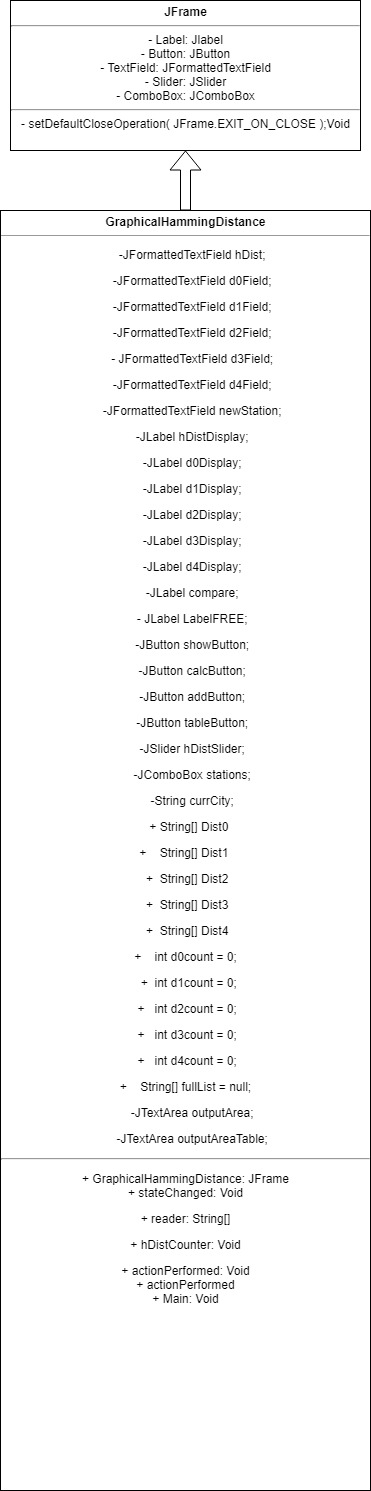 JFrame
- Label: Jlabel
- Button: JButton
- TextField: JFormattedTextField
- Slider: JSlider
- ComboBox: JComboBox
- setDefaultCloseOperation( JFrame.EXIT_ON_CLOSE );Void
GraphicalHammingDistance
-JFormattedTextField hDist;
-JFormattedTextField d0Field;
-JFormattedTextField d1Field;
-JFormattedTextField d2Field;
- JFormattedTextField d3Field;
-JFormattedTextField d4Field;
-JFormattedTextField newStation;
-JLabel hDistDisplay;
-JLabel d0Display;
-JLabel d1Display;
-JLabel d2Display;
-JLabel d3Display;
-JLabel d4Display;
-JLabel compare;
- JLabel LabelFREE;
-JButton showButton;
-JButton calcButton;
-JButton addButton;
-JButton tableButton;
-JSlider hDistSlider;
-JComboBox stations;
-String currCity;
+ String[] Dist0
+ String[] Dist1
+ String[] Dist2
+ String[] Dist3
+ String[] Dist4
+ int d0count = 0;
+ int d1count = 0;
+ int d2count = 0;
+ int d3count = 0;
+ int d4count = 0;
+ String[] fullList = null;
-JTextArea outputArea;
-JTextArea outputAreaTable;
+ GraphicalHammingDistance: JFrame
+ stateChanged: Void
+ reader: String[]
+ hDistCounter: Void
+ actionPerformed: Void
+ actionPerformed
+ Main: Void